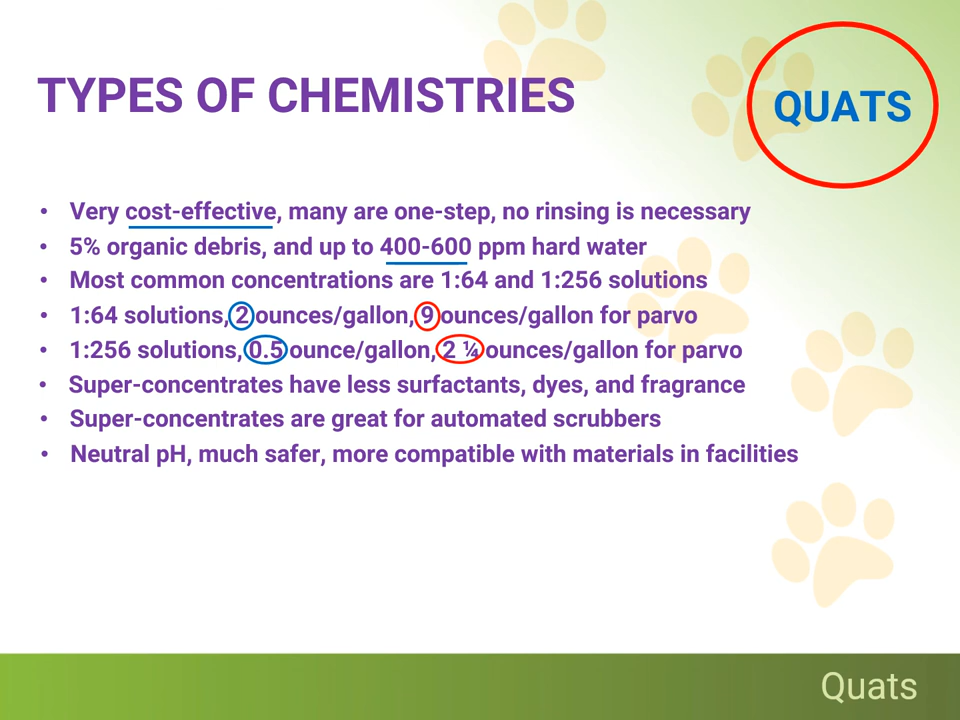 TYPES OF CHEMISTRIES
QUATS
• Very cost-effective, many are one-step, no rinsing is necessary
• 5% organic debris, and up to 400-600 ppm hard water
• Most common concentrations are 1:64 and 1:256 solutions
• 1:64 solutions, 2 ounces/gallon, 9 ounces/gallon for parvo
• 1:256 solutions, 0.5 ounce/gallon, 2 ¼ ounces/gallon for parvo
• Super-concentrates have less surfactants, dyes, and fragrance
• Super-concentrates are great for automated scrubbers
• Neutral pH, much safer, more compatible with materials in facilities
Quats